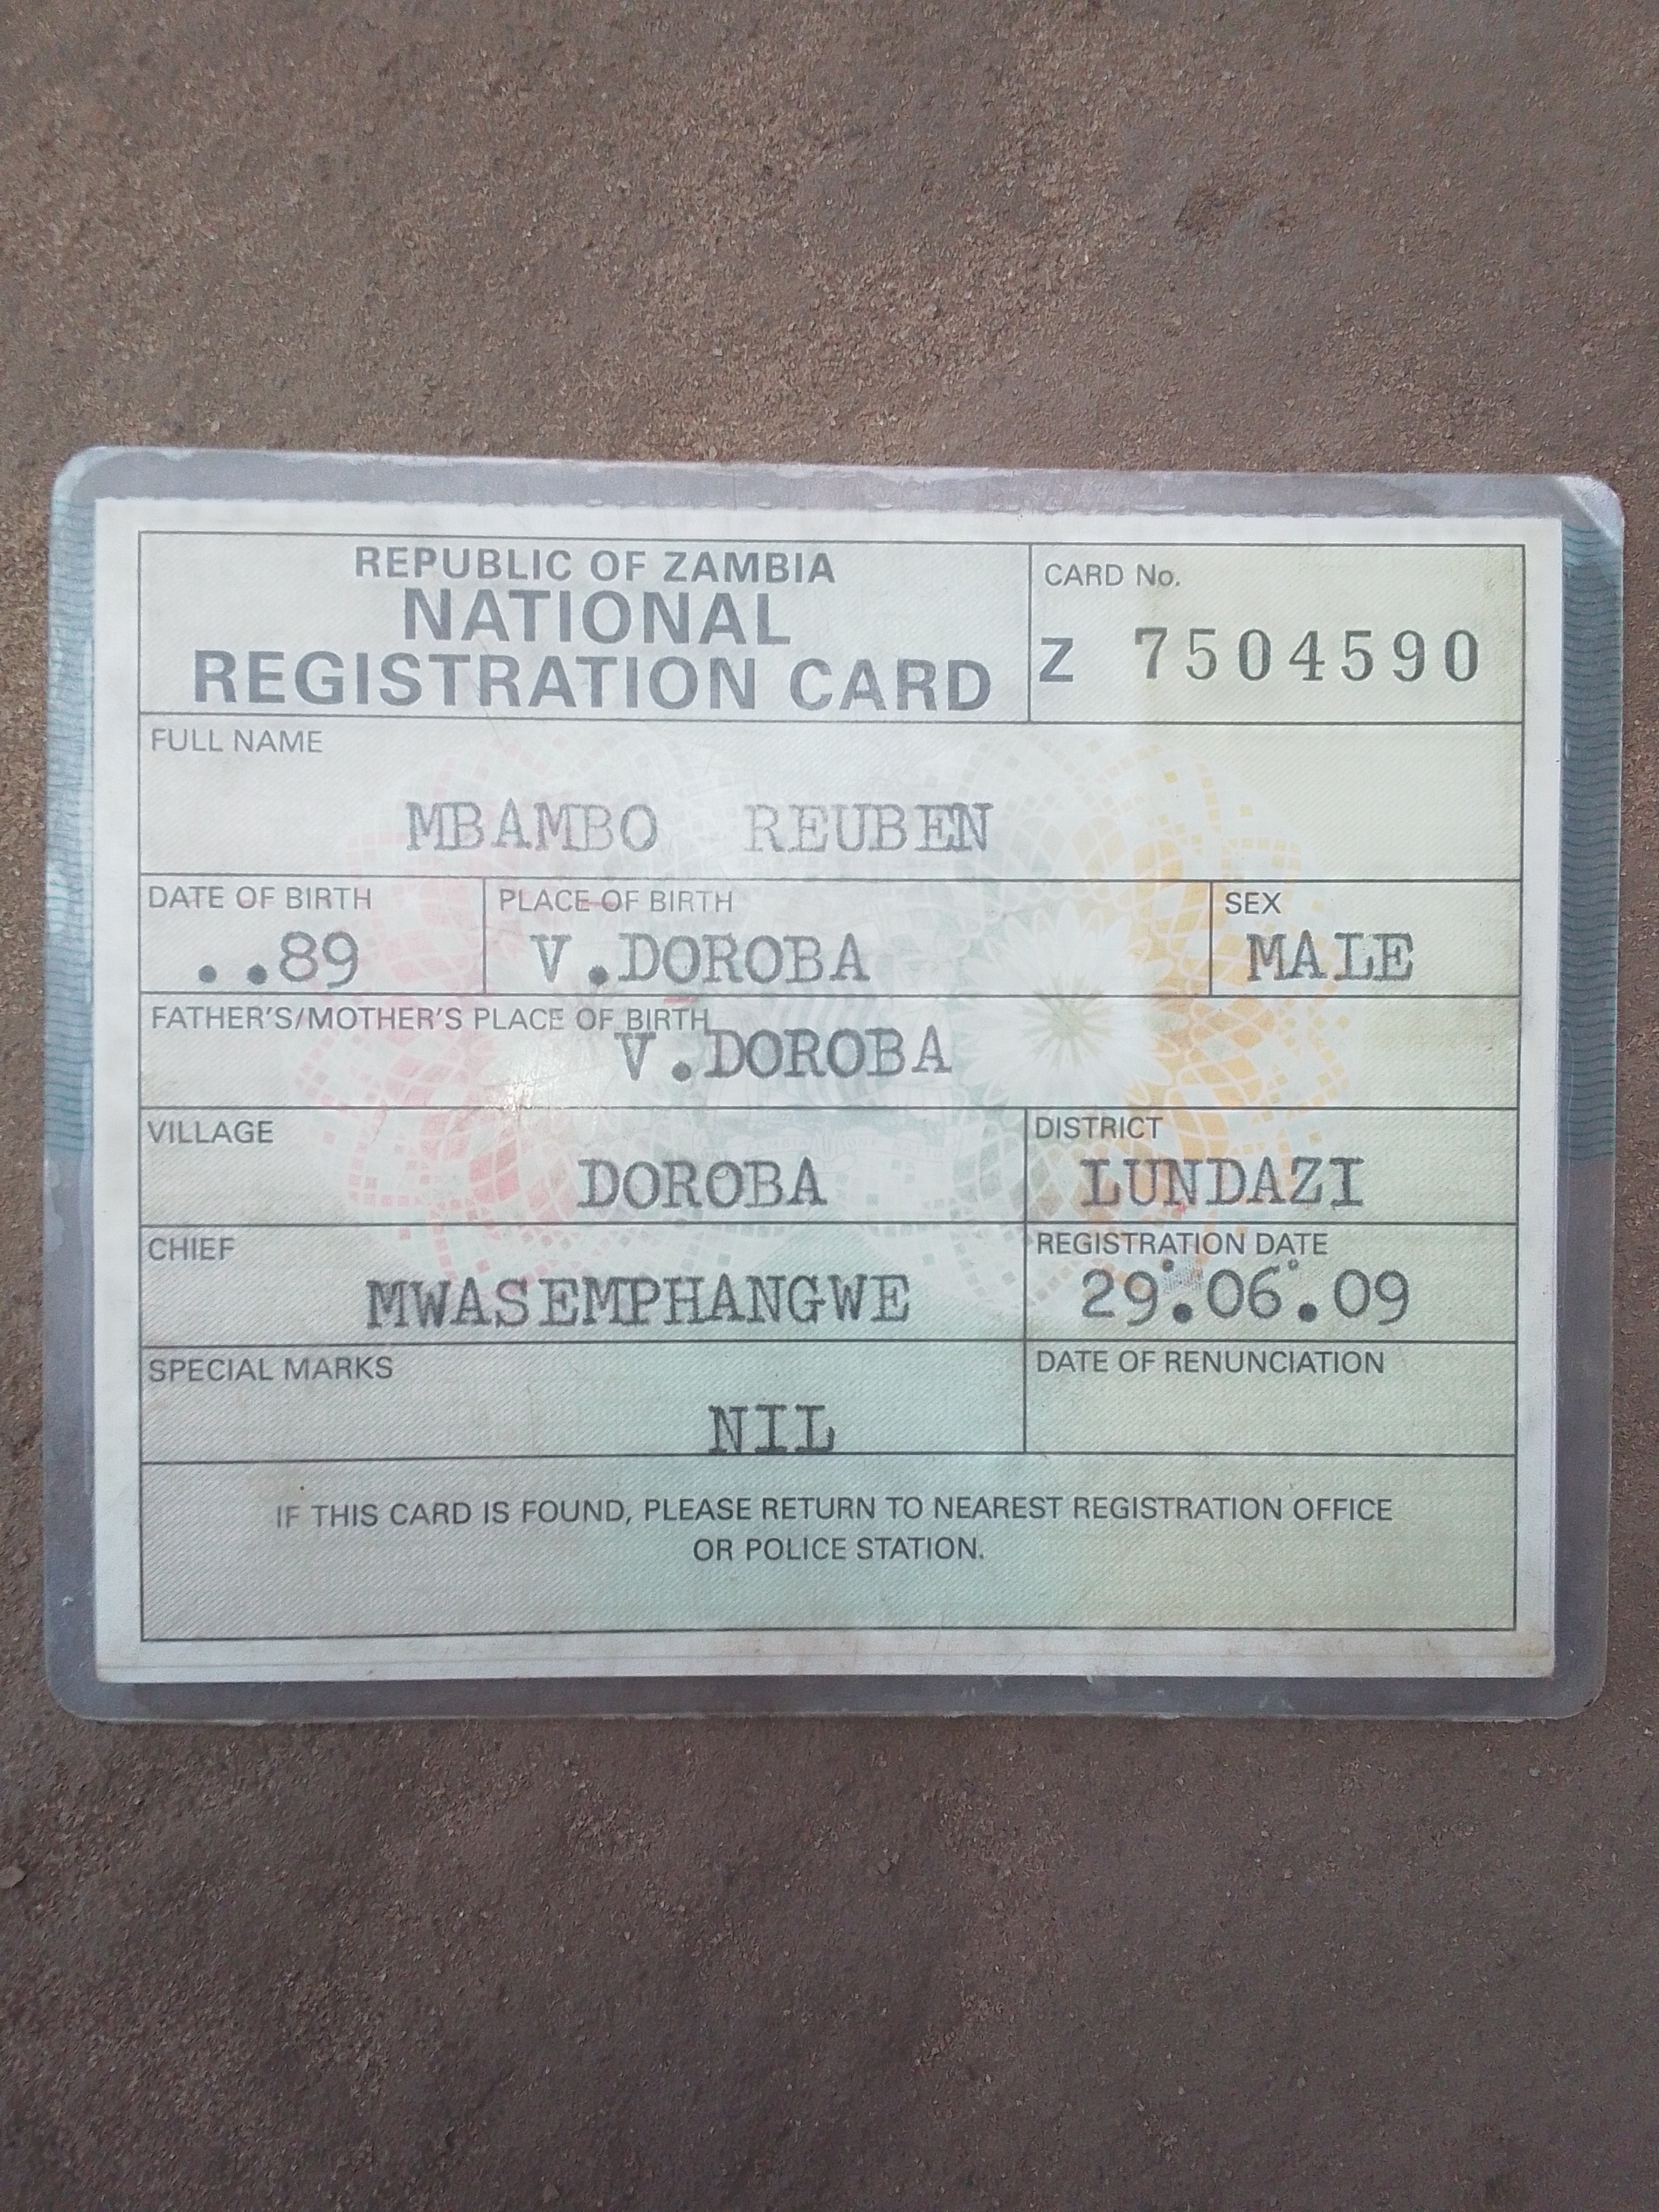 REPUBLIC OF ZAMBIA
NATIONAL
REGISTRATION CARD
CARD No.
Z 7504590
FULL NAME
MBAMBO REUBEN
DATE OF BIRTH
..89
PLACE OF BIRTH
V.DOROBA
SEX
MALE
FATHER'S/MOTHER'S PLACE OF BIRTH
V.DOROBA
VILLAGE
DOROBA
DISTRICT
LUNDAZI
CHIEF
MWASEMPHANGWE
REGISTRATION DATE
29.06.09
SPECIAL MARKS
NIL
DATE OF RENUNCIATION
IF THIS CARD IS FOUND, PLEASE RETURN TO NEAREST REGISTRATION OFFICE
OR POLICE STATION.